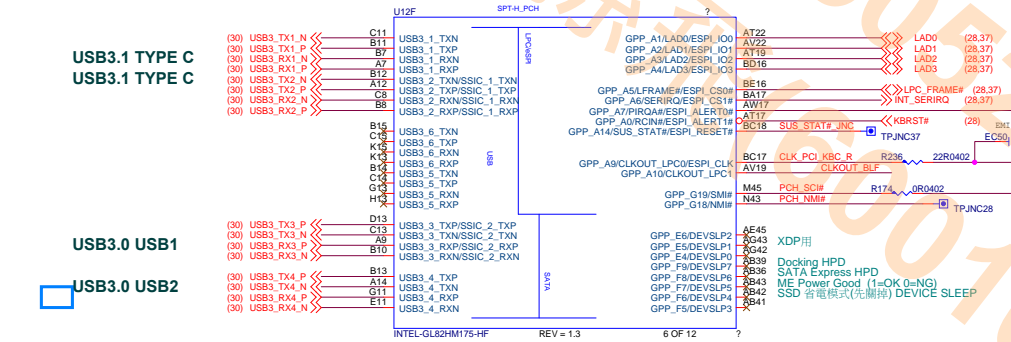 U12F SPT-H_PCH ?
USB3.1 TYPE C
USB3.1 TYPE C
(30) USB3_TX1_N C11 USB3_1_TXN
(30) USB3_TX1_P B11 USB3_1_TXP
(30) USB3_RX1_N B7 USB3_1_RXN
(30) USB3_RX1_P A7 USB3_1_RXP
(30) USB3_TX2_N B12 USB3_2_TXN/SSIC_1_TXN
(30) USB3_TX2_P A12 USB3_2_TXP/SSIC_1_TXP
(30) USB3_RX2_N C8 USB3_2_RXN/SSIC_1_RXN
(30) USB3_RX2_P B8 USB3_2_RXP/SSIC_1_RXP
B15 USB3_6_TXN
C15 USB3_6_TXP
K15 USB3_6_RXN
K13 USB3_6_RXP
B14 USB3_5_TXN
C14 USB3_5_TXP
G13 USB3_5_RXN
H13 USB3_5_RXP
USB3.0 USB1
(30) USB3_TX3_P D13 USB3_3_TXP/SSIC_2_TXP
(30) USB3_TX3_N C13 USB3_3_TXN/SSIC_2_TXN
(30) USB3_RX3_P A9 USB3_3_RXP/SSIC_2_RXP
(30) USB3_RX3_N B10 USB3_3_RXN/SSIC_2_RXN
USB3.0 USB2
(30) USB3_TX4_P B13 USB3_4_TXP
(30) USB3_TX4_N A14 USB3_4_TXN
(30) USB3_RX4_P G11 USB3_4_RXP
(30) USB3_RX4_N E11 USB3_4_RXN
LPC/eSPI
USB
SATA
GPP_A1/LAD0/ESPI_IO0 AT22 LAD0 (28,37)
GPP_A2/LAD1/ESPI_IO1 AV22 LAD1 (28,37)
GPP_A3/LAD2/ESPI_IO2 AT19 LAD2 (28,37)
GPP_A4/LAD3/ESPI_IO3 BD16 LAD3 (28,37)
GPP_A5/LFRAME#/ESPI_CS0# BE16 LPC_FRAME# (28,37)
GPP_A6/SERIRQ/ESPI_CS1# BA17 INT_SERIRQ (28,37)
GPP_A7/PIRQA#/ESPI_ALERT0# AW17
GPP_A0/RCIN#/ESPI_ALERT1# AT17 KBRST# (28)
GPP_A14/SUS_STAT#/ESPI_RESET# BC18 SUS_STAT#_JNC TPJNC37
EMI
EC50
GPP_A9/CLKOUT_LPC0/ESPI_CLK BC17 CLK_PCI_KBC_R R236 22R0402
GPP_A10/CLKOUT_LPC1 AV19 CLKOUT_BLF
GPP_G19/SMI# M45 PCH_SCI# R174 0R0402
GPP_G18/NMI# N43 PCH_NMI# TPJNC28
GPP_E6/DEVSLP2 AE45
GPP_E5/DEVSLP1 AG43 XDP用
GPP_E4/DEVSLP0 AG42
GPP_F9/DEVSLP7 AB39 Docking HPD
GPP_F8/DEVSLP6 AB36 SATA Express HPD
GPP_F7/DEVSLP5 AB43 ME Power Good (1=OK 0=NG)
GPP_F6/DEVSLP4 AB42 SSD 省電模式(先關掉) DEVICE SLEEP
GPP_F5/DEVSLP3 AB41
INTEL-GL82HM175-HF REV = 1.3 6 OF 12 ?